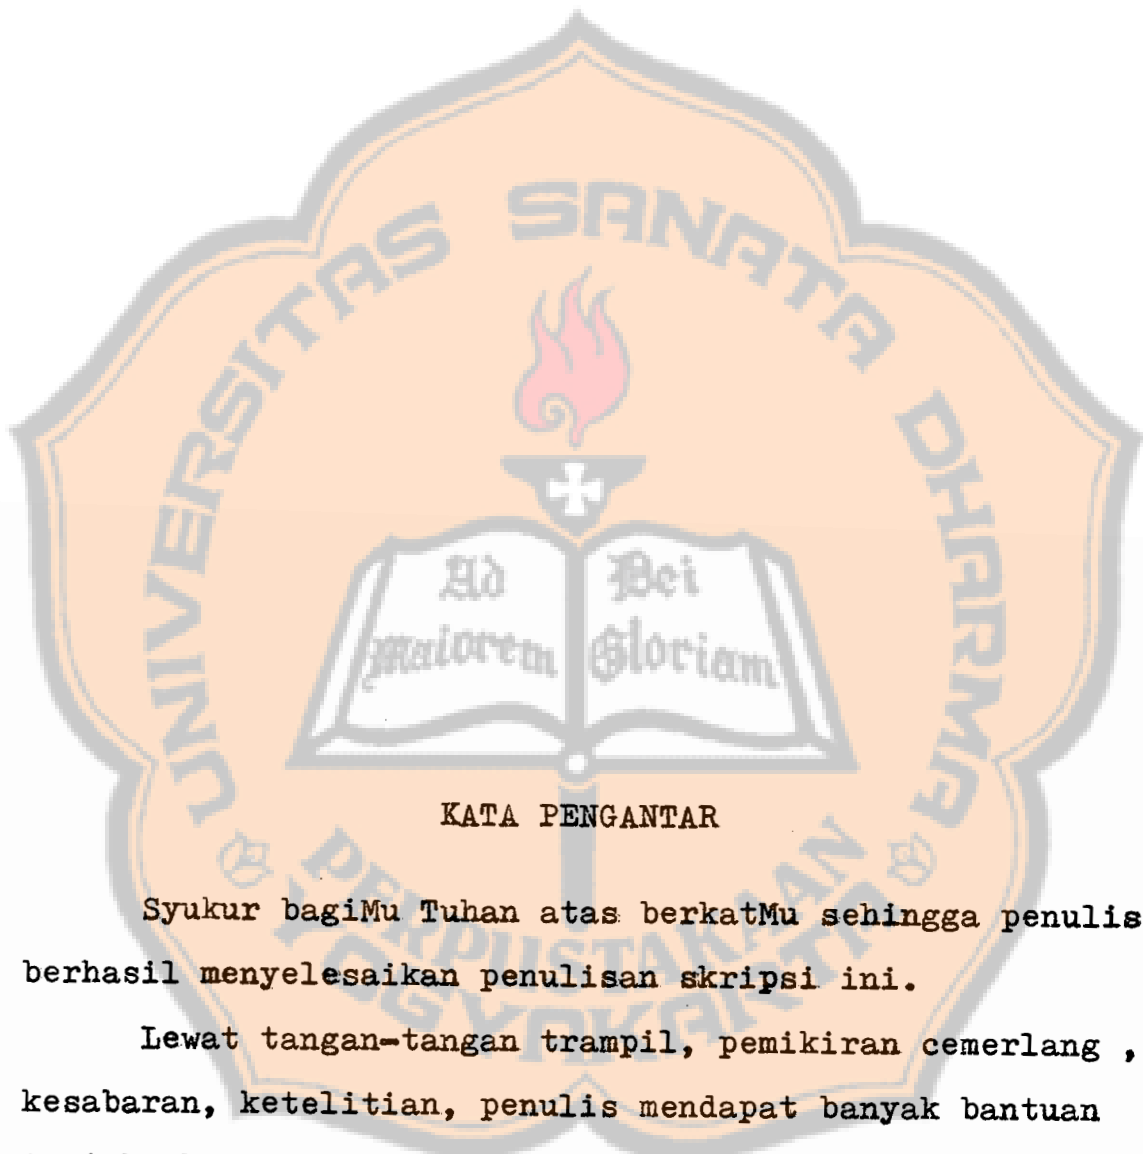 UNIVERSITAS SANATA DHARMA
Ad Dei
Maiorem Gloriam
PERPUSTAKAAN
YOGYAKARTA
KATA PENGANTAR
Syukur bagiMu Tuhan atas berkatMu sehingga penulis
berhasil menyelesaikan penulisan skripsi ini.
Lewat tangan-tangan trampil, pemikiran cemerlang ,
kesabaran, ketelitian, penulis mendapat banyak bantuan